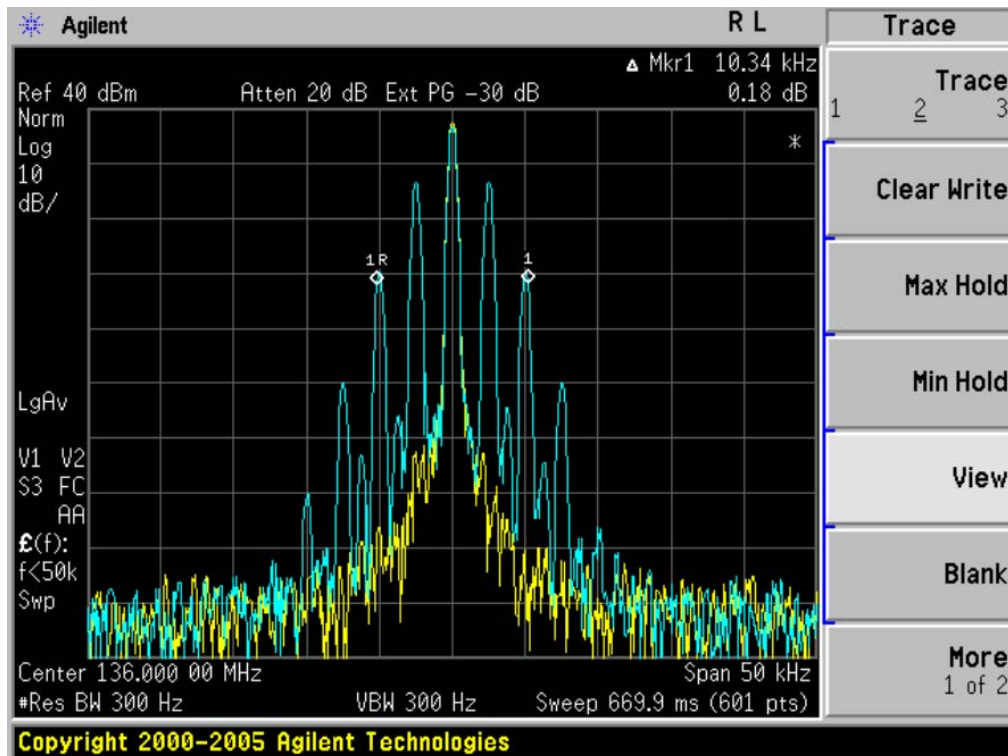 Agilent R L Trace
Δ Mkr1 10.34 kHz
Ref 40 dBm Atten 20 dB Ext PG -30 dB 0.18 dB
Norm
Log
10
dB/
*
1R 1
LgAv
V1 V2
S3 FC
AA
£(f):
f<50k
Swp
Center 136.000 00 MHz Span 50 kHz
#Res BW 300 Hz VBW 300 Hz Sweep 669.9 ms (601 pts)
Copyright 2000-2005 Agilent Technologies
Trace
1 2 3
Clear Write
Max Hold
Min Hold
View
Blank
More
1 of 2